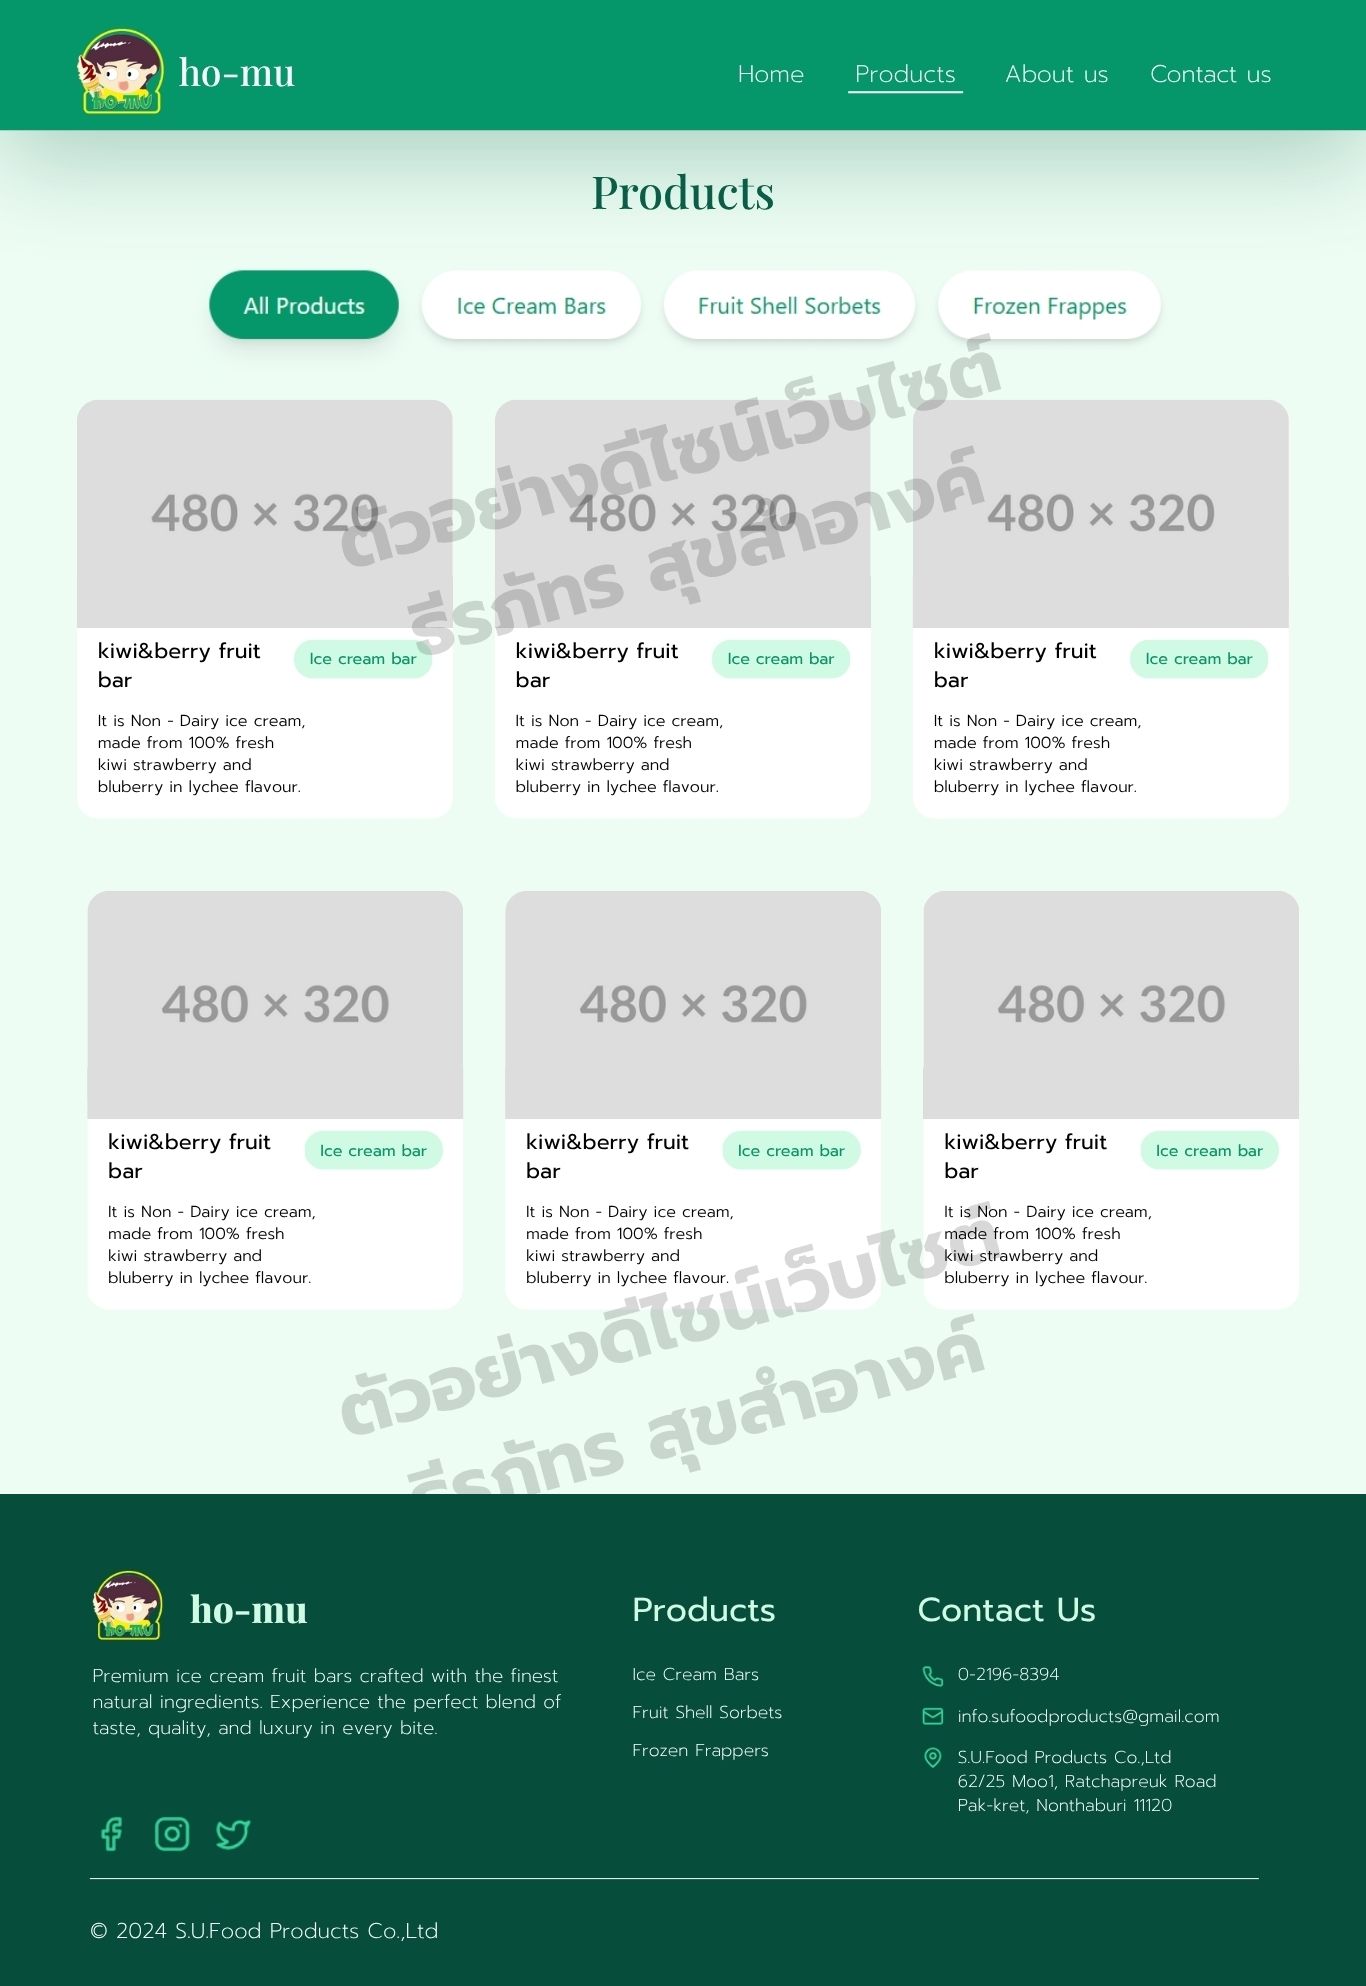 ho-mu
ho-mu
Home Products About us Contact us
Products
All Products Ice Cream Bars Fruit Shell Sorbets Frozen Frappes
ตัวอย่างดีไซน์เว็บไซต์
ธีรภัทร สุขสำอางค์
480 × 320
480 × 320
480 × 320
kiwi&berry fruit
bar
Ice cream bar
It is Non - Dairy ice cream,
made from 100% fresh
kiwi strawberry and
bluberry in lychee flavour.
kiwi&berry fruit
bar
Ice cream bar
It is Non - Dairy ice cream,
made from 100% fresh
kiwi strawberry and
bluberry in lychee flavour.
kiwi&berry fruit
bar
Ice cream bar
It is Non - Dairy ice cream,
made from 100% fresh
kiwi strawberry and
bluberry in lychee flavour.
480 × 320
480 × 320
480 × 320
kiwi&berry fruit
bar
Ice cream bar
It is Non - Dairy ice cream,
made from 100% fresh
kiwi strawberry and
bluberry in lychee flavour.
kiwi&berry fruit
bar
Ice cream bar
It is Non - Dairy ice cream,
made from 100% fresh
kiwi strawberry and
bluberry in lychee flavour.
kiwi&berry fruit
bar
Ice cream bar
It is Non - Dairy ice cream,
made from 100% fresh
kiwi strawberry and
bluberry in lychee flavour.
ตัวอย่างดีไซน์เว็บไซต์
ธีรภัทร สุขสำอางค์
ho-mu
ho-mu
Premium ice cream fruit bars crafted with the finest
natural ingredients. Experience the perfect blend of
taste, quality, and luxury in every bite.
Products
Ice Cream Bars
Fruit Shell Sorbets
Frozen Frappers
Contact Us
0-2196-8394
info.sufoodproducts@gmail.com
S.U.Food Products Co.,Ltd
62/25 Moo1, Ratchapreuk Road
Pak-kret, Nonthaburi 11120
© 2024 S.U.Food Products Co.,Ltd